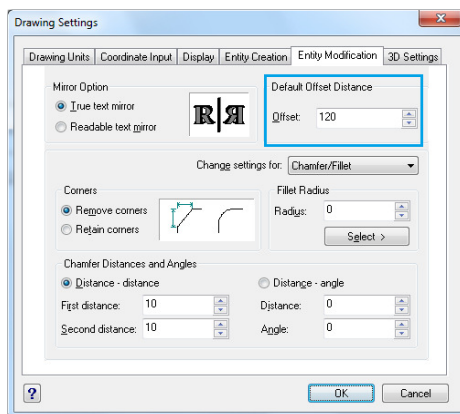 Drawing Settings
Drawing Units Coordinate Input Display Entity Creation Entity Modification 3D Settings
Mirror Option
True text mirror
Readable text mirror
R R
Default Offset Distance
Offset: 120
Change settings for: Chamfer/Fillet
Corners
Remove corners
Retain corners
Fillet Radius
Radius: 0
Select >
Chamfer Distances and Angles
Distance - distance
First distance: 10
Second distance: 10
Distance - angle
Distance: 0
Angle: 0
?
OK Cancel